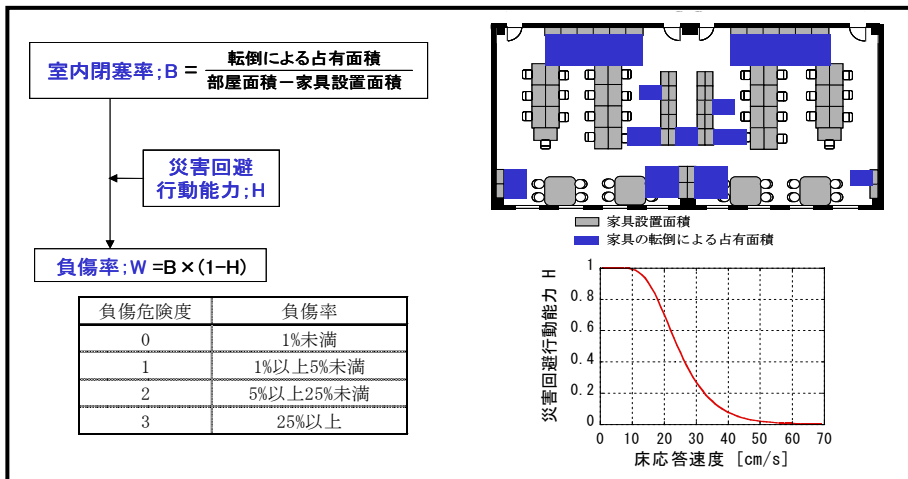 室内閉塞率;B = 転倒による占有面積
部屋面積－家具設置面積
災害回避
行動能力;H
負傷率;W =B×(1-H)
負傷危険度 負傷率
0 1%未満
1 1%以上5%未満
2 5%以上25%未満
3 25%以上
家具設置面積
家具の転倒による占有面積
災害回避行動能力 H
1
0.8
0.6
0.4
0.2
0
0 10 20 30 40 50 60 70
床応答速度 [cm/s]